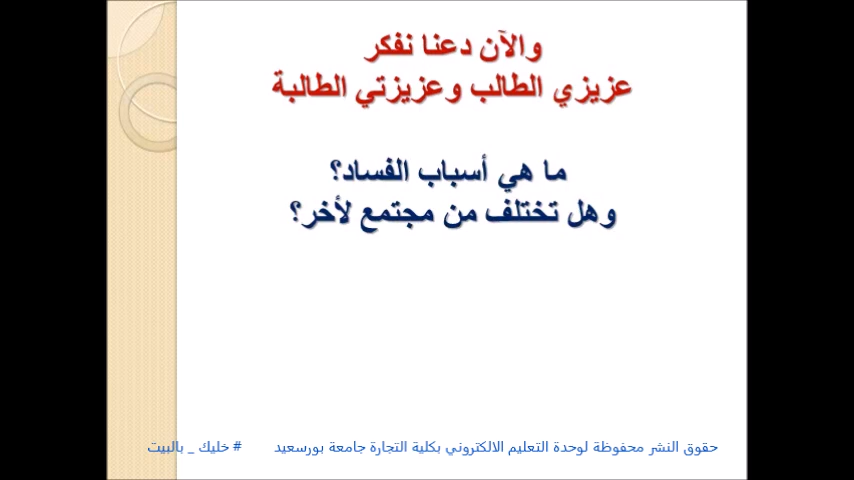 والآن دعنا نفكر
عزيزي الطالب وعزيزتي الطالبة
ما هي أسباب الفساد؟
وهل تختلف من مجتمع لأخر؟
حقوق النشر محفوظة لوحدة التعليم الالكتروني بكلية التجارة جامعة بورسعيد # خليك _ بالبيت